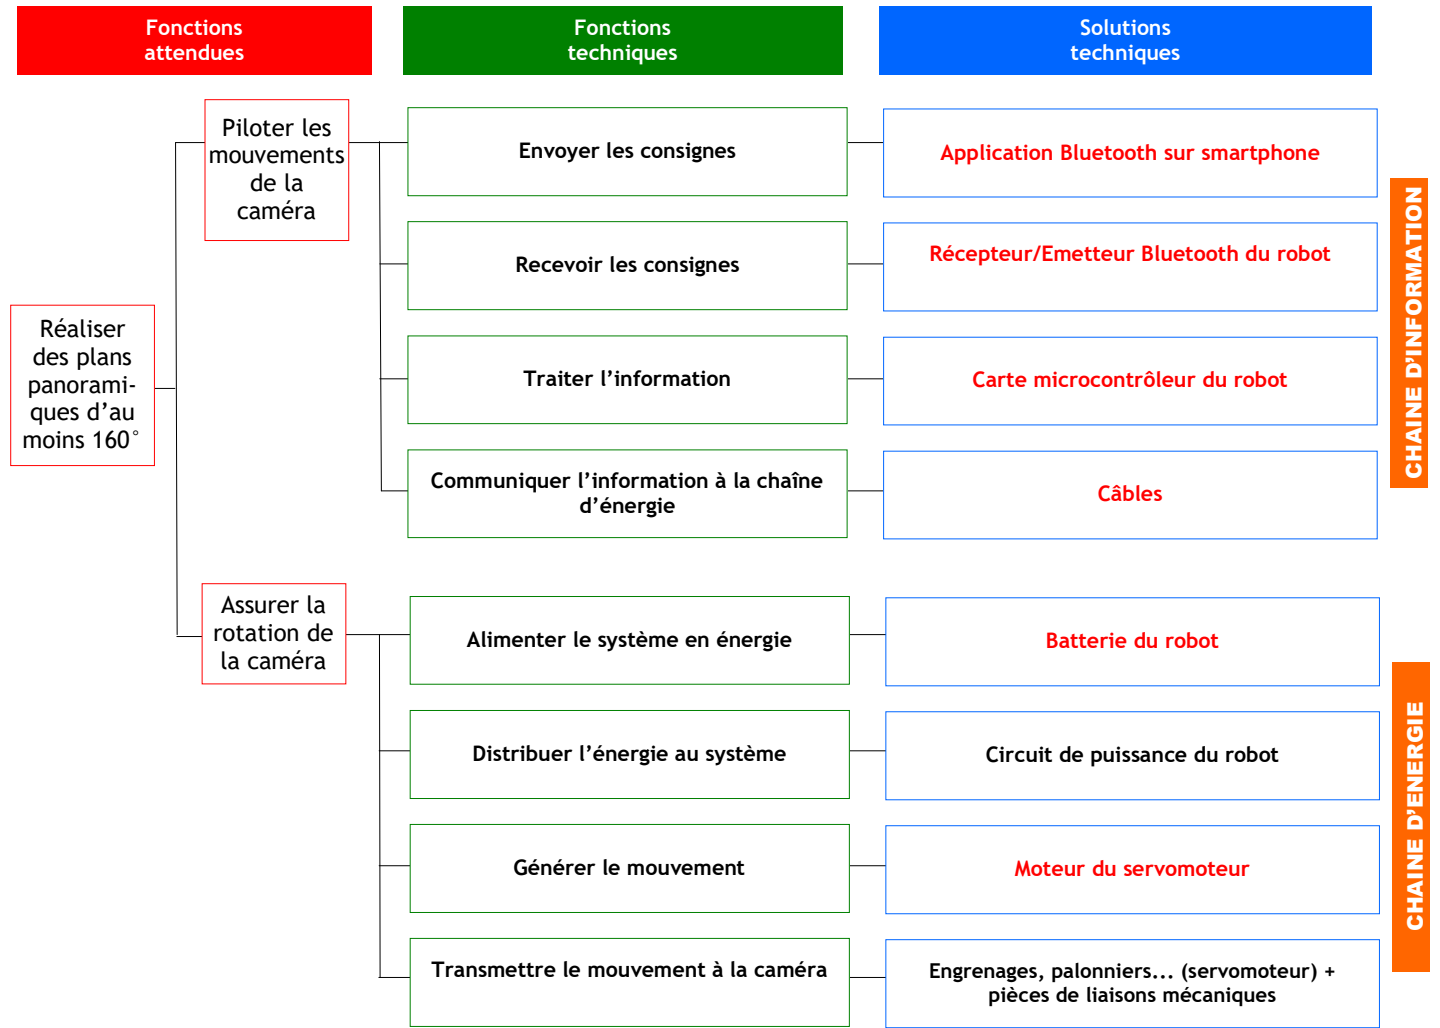 Fonctions
attendues
Fonctions
techniques
Solutions
techniques
Piloter les
mouvements
de la
caméra
Envoyer les consignes
Application Bluetooth sur smartphone
Recevoir les consignes
Récepteur/Emetteur Bluetooth du robot
Réaliser
des plans
panorami-
ques d’au
moins 160°
Traiter l’information
Carte microcontrôleur du robot
Communiquer l’information à la chaîne
d’énergie
Câbles
CHAINE D’INFORMATION
Assurer la
rotation de
la caméra
Alimenter le système en énergie
Batterie du robot
Distribuer l’énergie au système
Circuit de puissance du robot
Générer le mouvement
Moteur du servomoteur
Transmettre le mouvement à la caméra
Engrenages, palonniers... (servomoteur) +
pièces de liaisons mécaniques
CHAINE D’ENERGIE